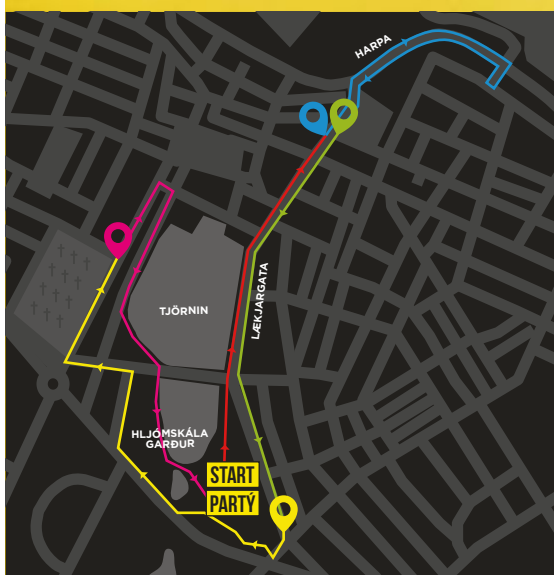 HARPA
LÆKJARGATA
TJÖRNIN
HLJÓMSKÁLA
GARÐUR
START
PARTÝ